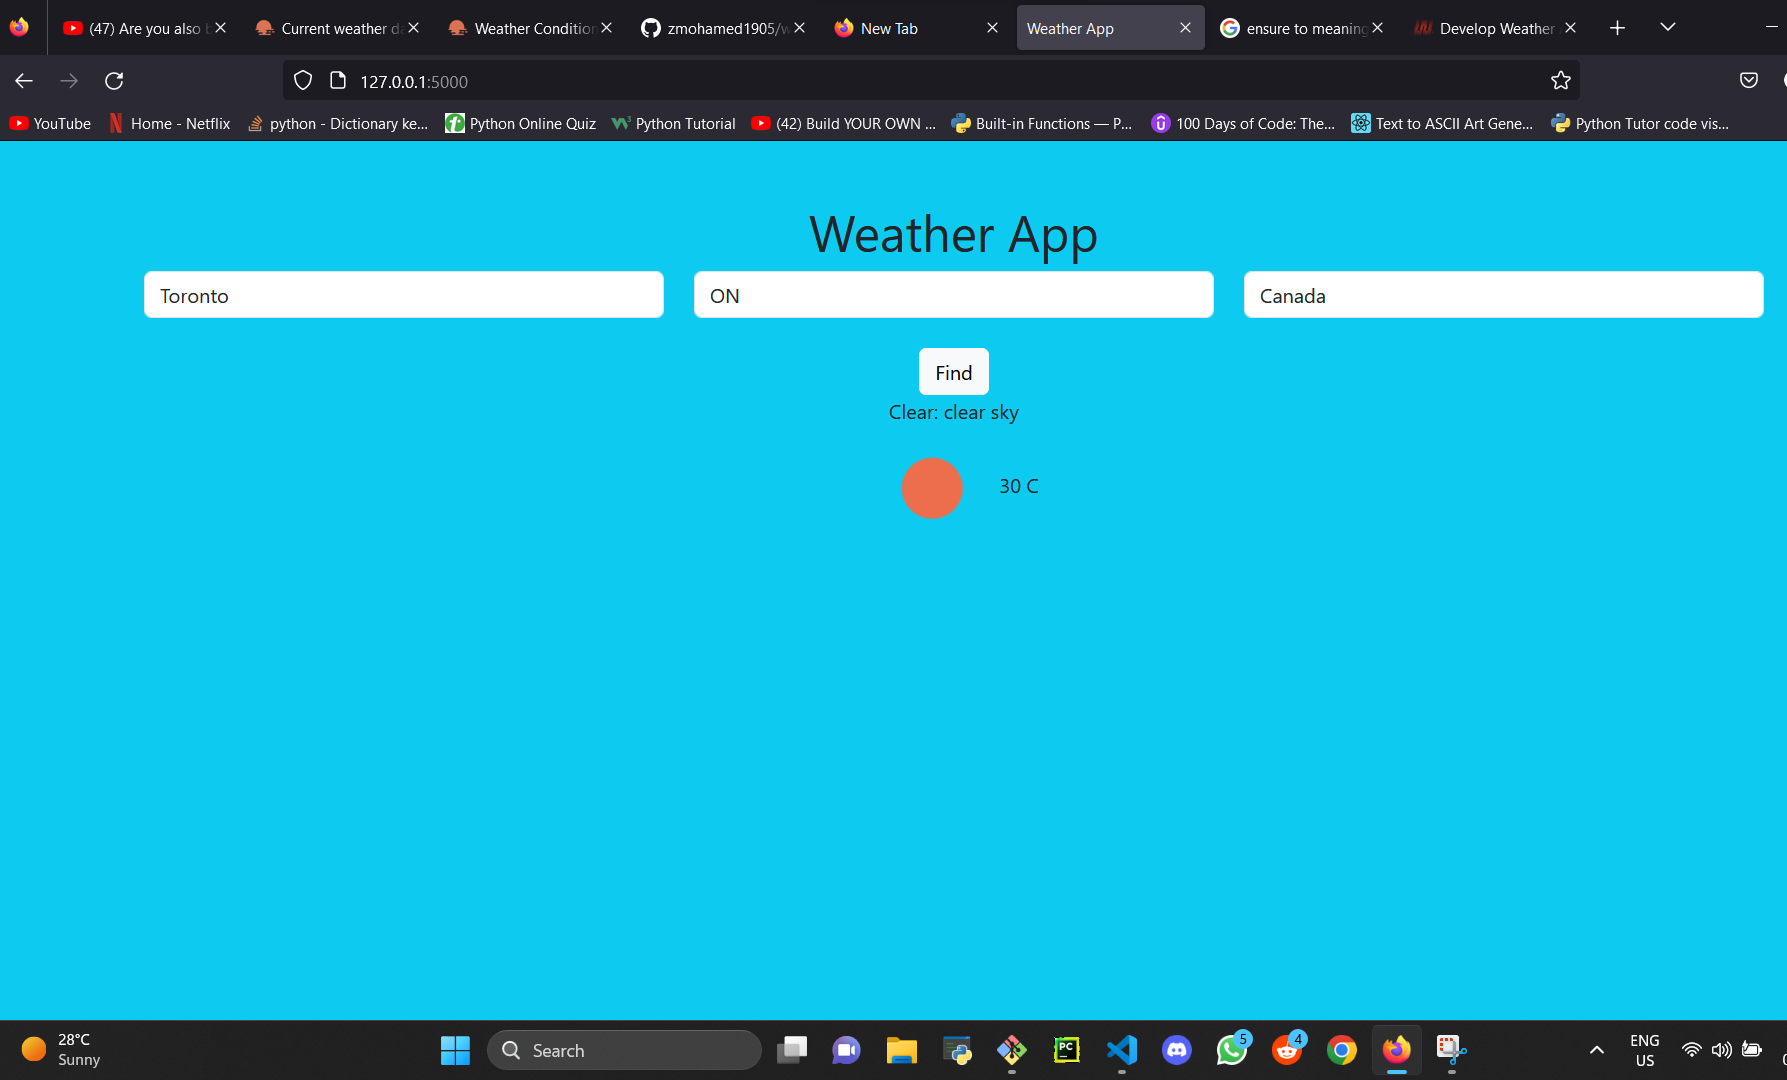 (47) Are you also
Current weather
Weather Condition
zmohamed1905/w
New Tab
Weather App
ensure to meaning
Develop Weather
127.0.0.1:5000
YouTube
Home - Netflix
python - Dictionary ke...
Python Online Quiz
Python Tutorial
(42) Build YOUR OWN ...
Built-in Functions — P...
100 Days of Code: The...
Text to ASCII Art Gene...
Python Tutor code vis...
Weather App
Toronto
ON
Canada
Find
Clear: clear sky
30 C
28°C
Sunny
Search
PC
5
4
ENG
US